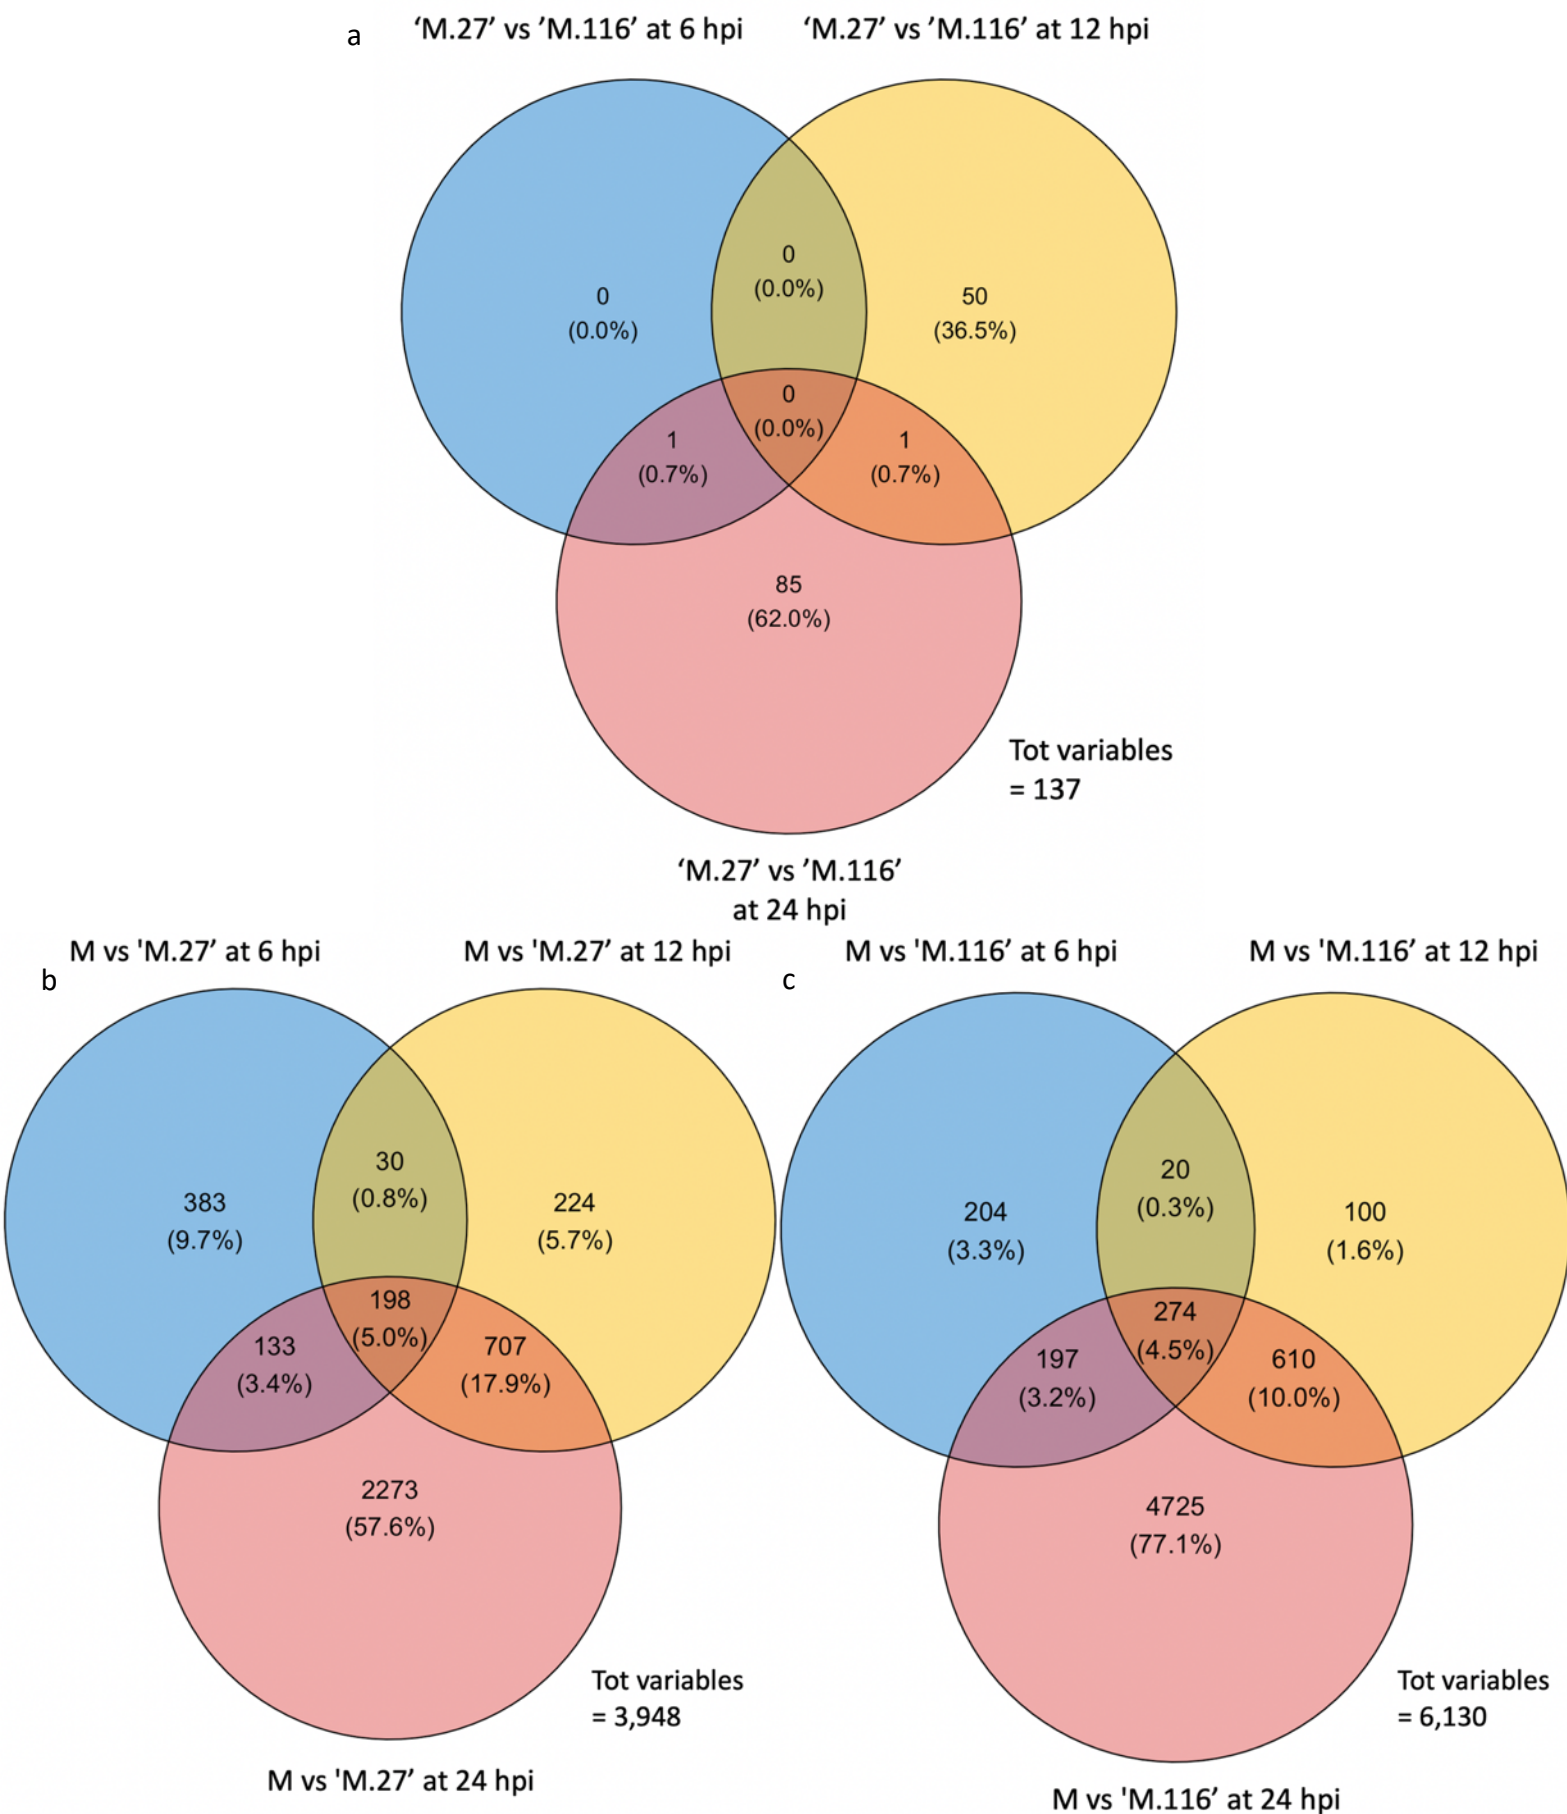 a
‘M.27’ vs ’M.116’ at 6 hpi
‘M.27’ vs ’M.116’ at 12 hpi
0
(0.0%)
0
(0.0%)
50
(36.5%)
0
(0.0%)
1
(0.7%)
1
(0.7%)
85
(62.0%)
Tot variables
= 137
‘M.27’ vs ’M.116’
at 24 hpi
b
M vs 'M.27’ at 6 hpi
M vs 'M.27’ at 12 hpi
30
(0.8%)
383
(9.7%)
224
(5.7%)
198
(5.0%)
133
(3.4%)
707
(17.9%)
2273
(57.6%)
Tot variables
= 3,948
M vs 'M.27’ at 24 hpi
c
M vs 'M.116’ at 6 hpi
M vs 'M.116’ at 12 hpi
20
(0.3%)
204
(3.3%)
100
(1.6%)
274
(4.5%)
197
(3.2%)
610
(10.0%)
4725
(77.1%)
Tot variables
= 6,130
M vs 'M.116’ at 24 hpi